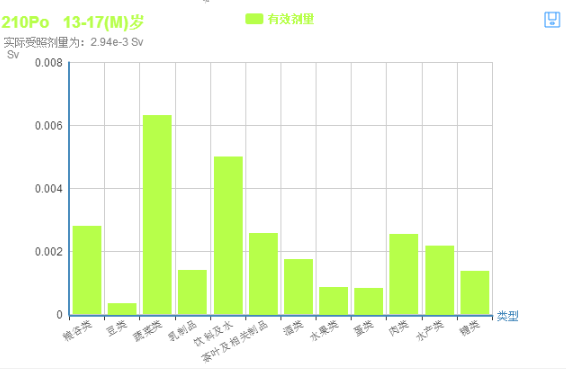 210Po 13-17(M)岁
有效剂量
实际受照剂量为：2.94e-3 Sv
Sv
0.008
0.006
0.004
0.002
0
粮谷类
豆类
蔬菜类
乳制品
饮料及水
茶叶及相关制品
酒类
水果类
蛋类
肉类
水产类
糖类
类型